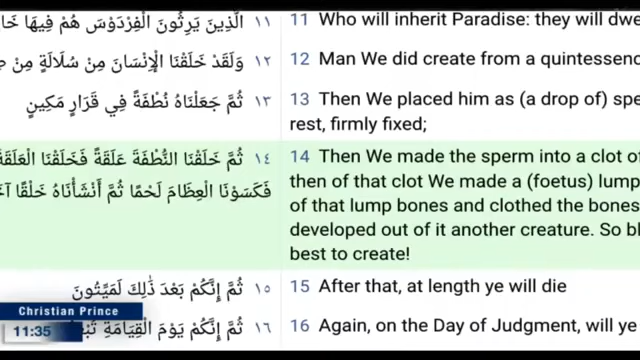 ١١ الَّذِينَ يَرِثُونَ الْفِرْدَوْسَ هُمْ فِيهَا
11 Who will inherit Paradise: they will
١٢ وَلَقَدْ خَلَقْنَا الْإِنْسَانَ مِنْ سُلَالَةٍ مِنْ
12 Man We did create from a quintessenc
١٣ ثُمَّ جَعَلْنَاهُ نُطْفَةً فِي قَرَارٍ مَكِينٍ
13 Then We placed him as (a drop of)
rest, firmly fixed;
١٤ ثُمَّ خَلَقْنَا النُّطْفَةَ عَلَقَةً فَخَلَقْنَا الْعَلَقَةَ
فَكَسَوْنَا الْعِظَامَ لَحْمًا ثُمَّ أَنْشَأْنَاهُ خَلْقًا
14 Then We made the sperm into a clot of
then of that clot We made a (foetus) lump
of that lump bones and clothed the bones
developed out of it another creature. So
best to create!
١٥ ثُمَّ إِنَّكُمْ بَعْدَ ذَٰلِكَ لَمَيِّتُونَ
15 After that, at length ye will die
١٦ ثُمَّ إِنَّكُمْ يَوْمَ الْقِيَامَةِ
16 Again, on the Day of Judgment, will ye
Christian Prince
11:35